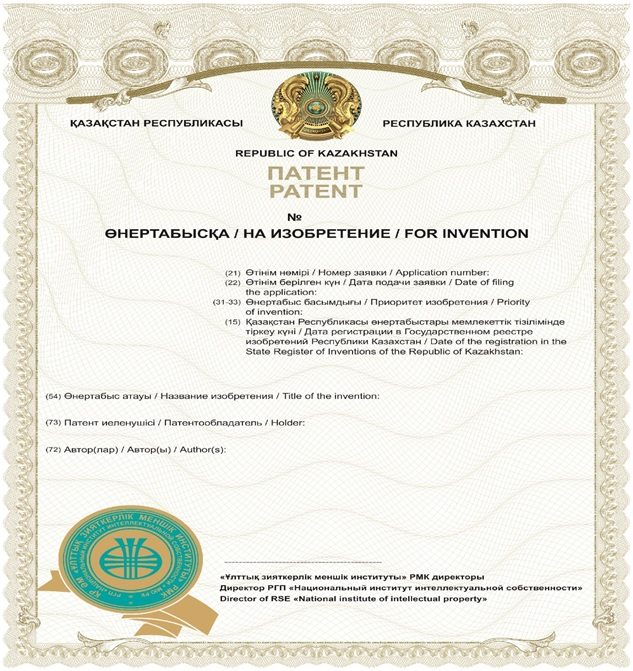 ҚАЗАҚСТАН РЕСПУБЛИКАСЫ
РЕСПУБЛИКА КАЗАХСТАН
REPUBLIC OF KAZAKHSTAN
ПАТЕНТ
PATENT
№
ӨНЕРТАБЫСҚА / НА ИЗОБРЕТЕНИЕ / FOR INVENTION
(21) Өтінім нөмірі / Номер заявки / Application number:
(22) Өтінім берілген күн / Дата подачи заявки / Date of filing
the application:
(31-33) Өнертабыс басымдығы / Приоритет изобретения / Priority
of invention:
(15) Қазақстан Республикасы өнертабыстары мемлекеттік тізілімінде
тіркеу күні / Дата регистрации в Государственном реестре
изобретений Республики Казахстан / Date of the registration in the
State Register of Inventions of the Republic of Kazakhstan:
(54) Өнертабыс атауы / Название изобретения / Title of the invention:
(73) Патент иеленушісі / Патентообладатель / Holder:
(72) Автор(лар) / Автор(ы) / Author(s):
«Ұлттық зияткерлік меншік институты» РМК директоры
Директор РГП «Национальный институт интеллектуальной собственности»
Director of RSE «National institute of intellectual property»